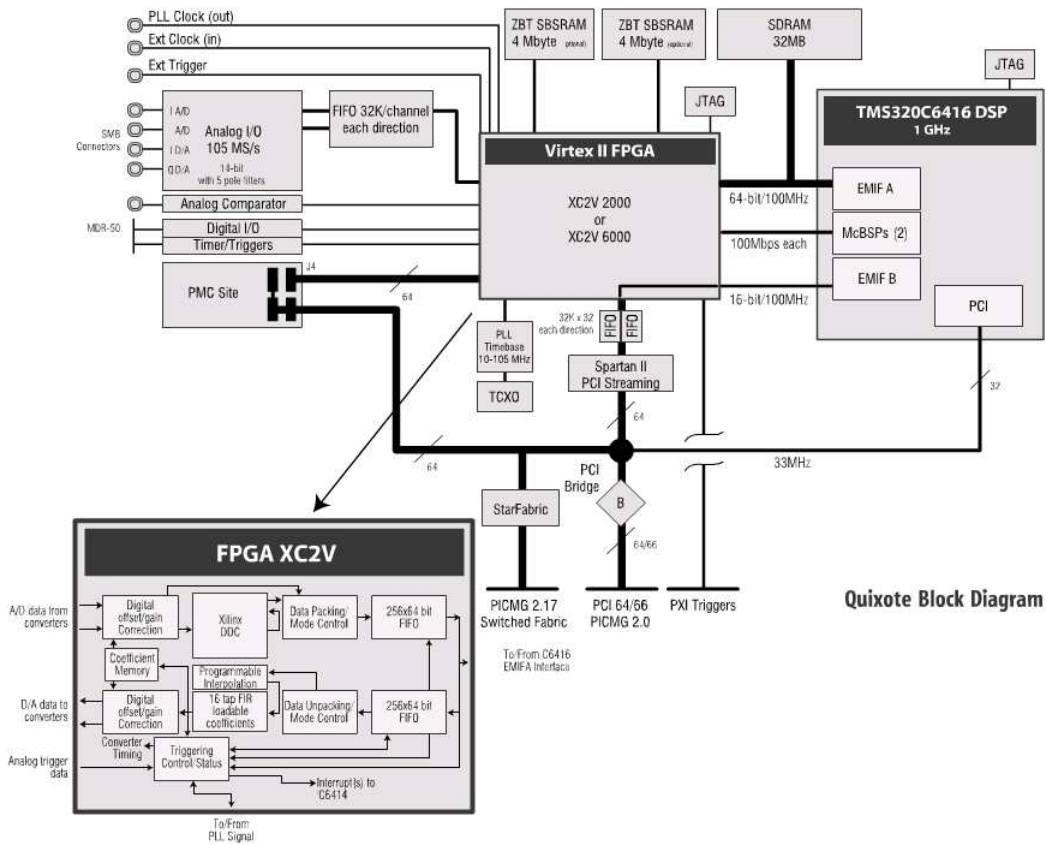 PLL Clock (out)
Ext Clock (in)
Ext Trigger
ZBT SBSRAM
4 Mbyte (optional)
ZBT SBSRAM
4 Mbyte (optional)
SDRAM
32MB
JTAG
JTAG
SMB
Connectors
I A/D
A/D
I D/A
Q D/A
Analog I/O
105 MS/s
14-bit
with 5 pole filters
FIFO 32K/channel
each direction
Virtex II FPGA
XC2V 2000
or
XC2V 6000
TMS320C6416 DSP
1 GHz
EMIF A
McBSPs (2)
EMIF B
PCI
64-bit/100MHz
100Mbps each
16-bit/100MHz
Analog Comparator
MDR-50
Digital I/O
Timer/Triggers
PMC Site
J4
64
PLL
Timebase
10-105 MHz
TCXO
32K x 32
each direction
FIFO
FIFO
Spartan II
PCI Streaming
64
32
64
33MHz
PCI
Bridge
B
StarFabric
64/66
PICMG 2.17
Switched Fabric
PCI 64/66
PICMG 2.0
PXI Triggers
To/From C6416
EMIFA Interface
Quixote Block Diagram
FPGA XC2V
A/D data from
converters
Digital
offset/gain
Correction
Xilinx
DDC
Data Packing/
Mode Control
256x64 bit
FIFO
Coefficient
Memory
Programmable
Interpolation
D/A data to
converters
Digital
offset/gain
Correction
16 tap FIR
loadable
coefficients
Data Unpacking/
Mode Control
256x64 bit
FIFO
Converter
Timing
Analog trigger
data
Triggering
Control/Status
Interrupt(s) to
'C6414
To/From
PLL Signal